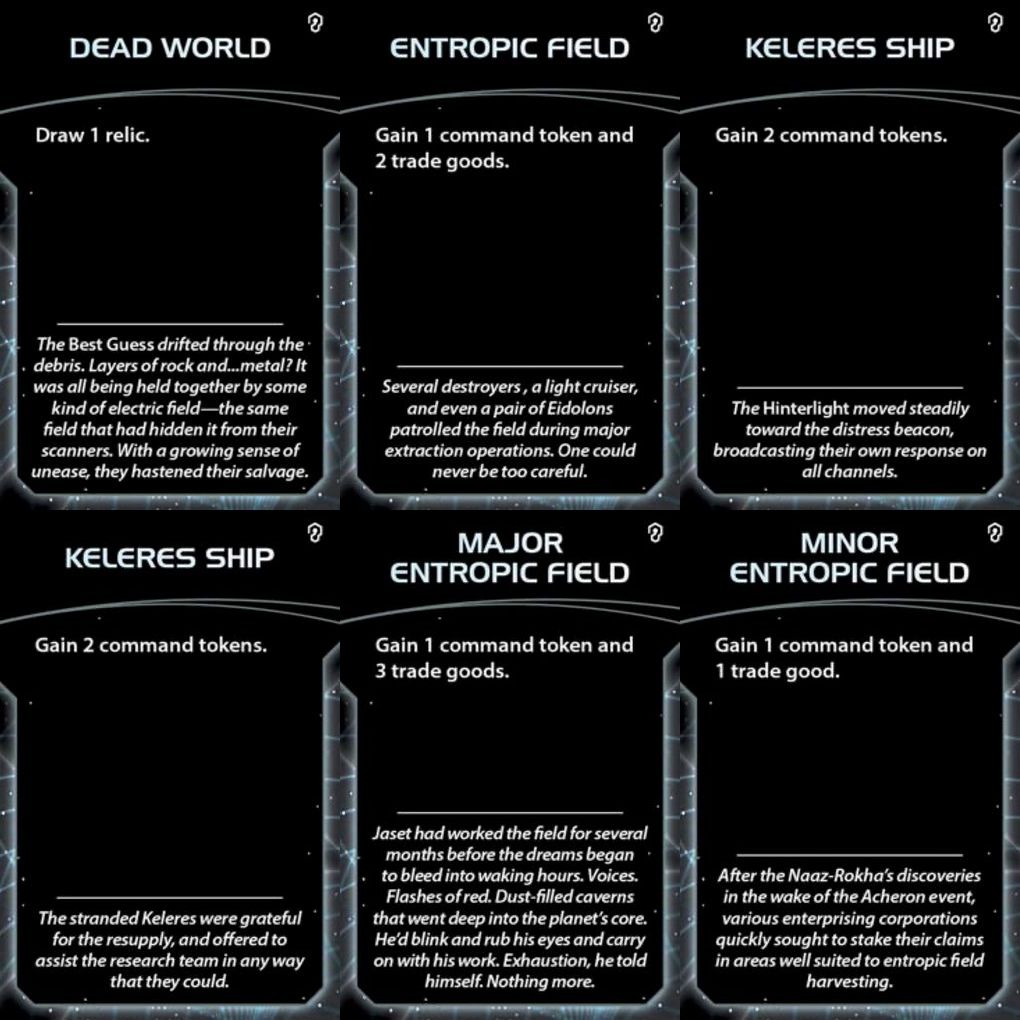 DEAD WORLD
Draw 1 relic.
The Best Guess drifted through the
debris. Layers of rock and...metal? It
was all being held together by some
kind of electric field—the same
field that had hidden it from their
scanners. With a growing sense of
unease, they hastened their salvage.
ENTROPIC FIELD
Gain 1 command token and
2 trade goods.
Several destroyers , a light cruiser,
and even a pair of Eidolons
patrolled the field during major
extraction operations. One could
never be too careful.
KELERES SHIP
Gain 2 command tokens.
The Hinterlight moved steadily
toward the distress beacon,
broadcasting their own response on
all channels.
KELERES SHIP
Gain 2 command tokens.
The stranded Keleres were grateful
for the resupply, and offered to
assist the research team in any way
that they could.
MAJOR
ENTROPIC FIELD
Gain 1 command token and
3 trade goods.
Jaset had worked the field for several
months before the dreams began
to bleed into waking hours. Voices.
Flashes of red. Dust-filled caverns
that went deep into the planet's core.
He'd blink and rub his eyes and carry
on with his work. Exhaustion, he told
himself. Nothing more.
MINOR
ENTROPIC FIELD
Gain 1 command token and
1 trade good.
After the Naaz-Rokha's discoveries
in the wake of the Acheron event,
various enterprising corporations
quickly sought to stake their claims
in areas well suited to entropic field
harvesting.